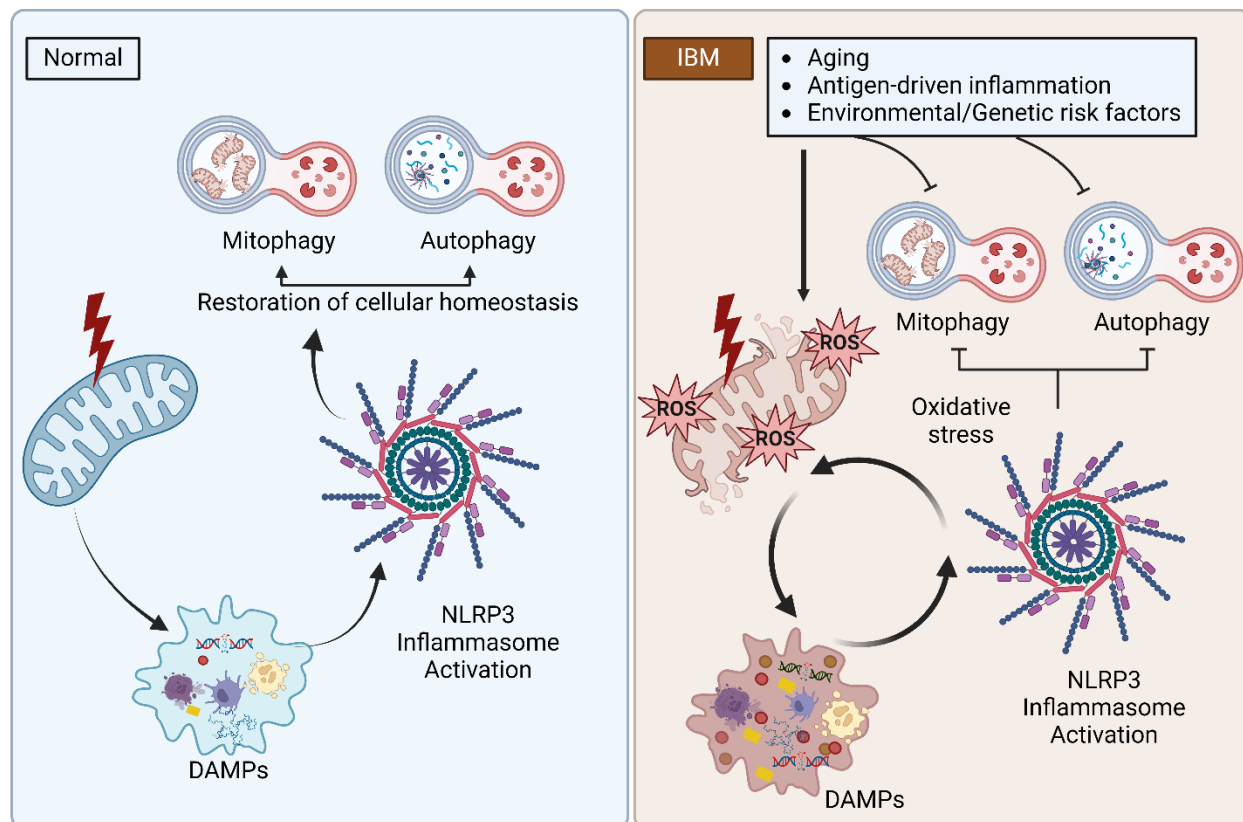 Normal
Mitophagy
Autophagy
Restoration of cellular homeostasis
NLRP3
Inflammasome
Activation
DAMPs
IBM
• Aging
• Antigen-driven inflammation
• Environmental/Genetic risk factors
Mitophagy
Autophagy
ROS
ROS
ROS
Oxidative
stress
NLRP3
Inflammasome
Activation
DAMPs